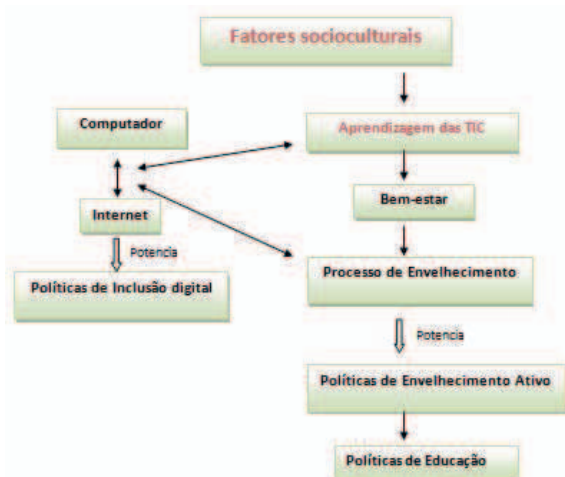 Fatores socioculturais
Computador
Aprendizagem das TIC
Bem-estar
Internet
Potencia
Processo de Envelhecimento
Políticas de Inclusão digital
Potencia
Políticas de Envelhecimento Ativo
Políticas de Educação